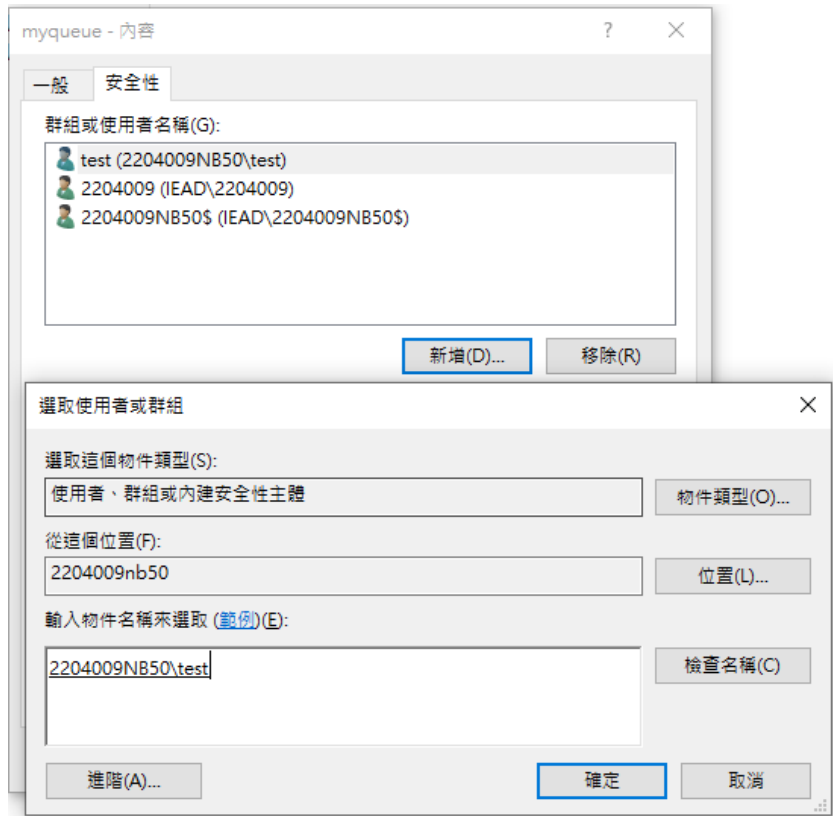 myqueue - 內容
一般 安全性
群組或使用者名稱(G):
test (2204009NB50\test)
2204009 (IEAD\2204009)
2204009NB50$ (IEAD\2204009NB50$)
新增(D)... 移除(R)
選取使用者或群組
選取這個物件類型(S):
使用者、群組或內建安全性主體 物件類型(O)...
從這個位置(F):
2204009nb50 位置(L)...
輸入物件名稱來選取 (範例)(E):
2204009NB50\test 檢查名稱(C)
進階(A)... 確定 取消